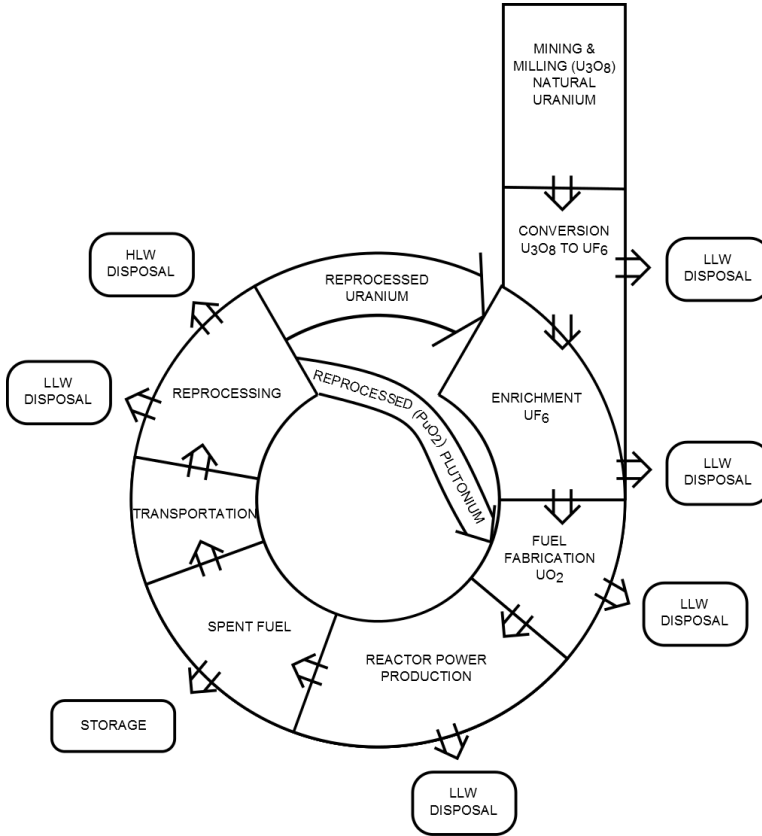 MINING &
MILLING (U3O8)
NATURAL
URANIUM
CONVERSION
U3O8 TO UF6
LLW
DISPOSAL
HLW
DISPOSAL
REPROCESSED
URANIUM
LLW
DISPOSAL
REPROCESSING
REPROCESSED (PuO2) PLUTONIUM
ENRICHMENT
UF6
LLW
DISPOSAL
TRANSPORTATION
FUEL
FABRICATION
UO2
LLW
DISPOSAL
SPENT FUEL
REACTOR POWER
PRODUCTION
STORAGE
LLW
DISPOSAL